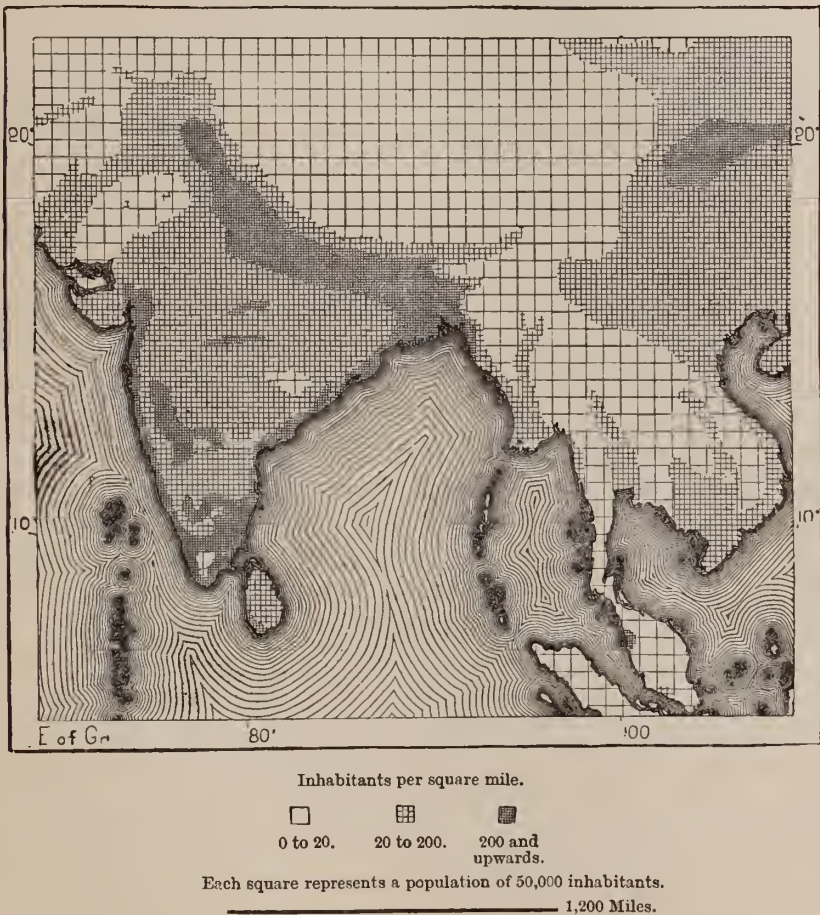 20°
20°
10°
10°
E of Gr
80°
100
Inhabitants per square mile.
0 to 20.
20 to 200.
200 and upwards.
Each square represents a population of 50,000 inhabitants.
1,200 Miles.